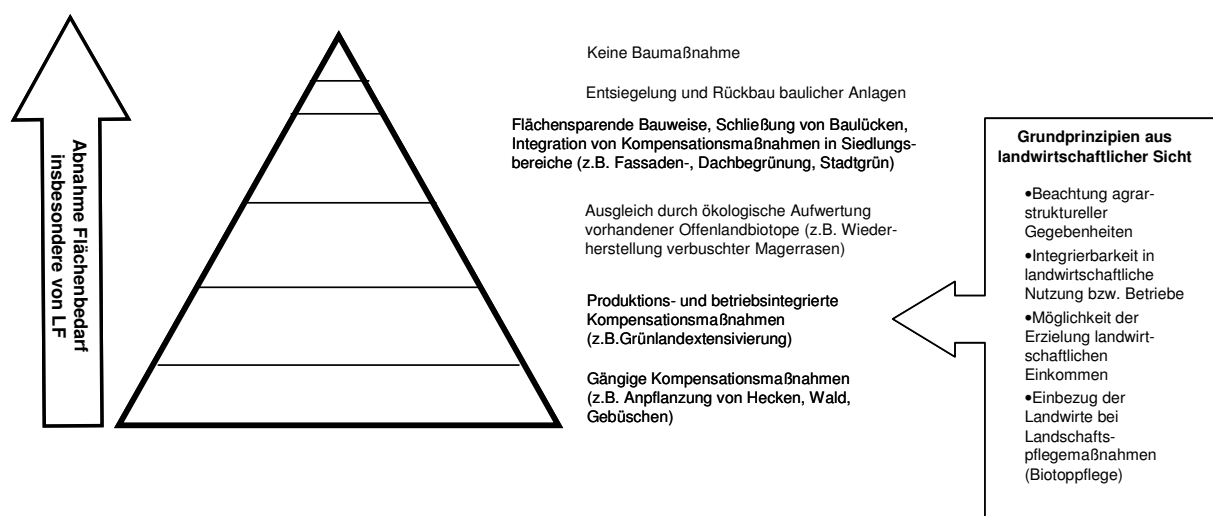 Abnahme Flächenbedarf
insbesondere von LF
Keine Baumaßnahme
Entsiegelung und Rückbau baulicher Anlagen
Flächensparende Bauweise, Schließung von Baulücken,
Integration von Kompensationsmaßnahmen in Siedlungs-
bereiche (z.B. Fassaden-, Dachbegrünung, Stadtgrün)
Ausgleich durch ökologische Aufwertung
vorhandener Offenlandbiotope (z.B. Wieder-
herstellung verbuschter Magerrasen)
Produktions- und betriebsintegrierte
Kompensationsmaßnahmen
(z.B.Grünlandextensivierung)
Gängige Kompensationsmaßnahmen
(z.B. Anpflanzung von Hecken, Wald,
Gebüschen)
Grundprinzipien aus
landwirtschaftlicher Sicht
•Beachtung agrar-
struktureller
Gegebenheiten
•Integrierbarkeit in
landwirtschaftliche
Nutzung bzw. Betriebe
•Möglichkeit der
Erzielung landwirt-
schaftlichen
Einkommen
•Einbezug der
Landwirte bei
Landschafts-
pflegemaßnahmen
(Biotoppflege)